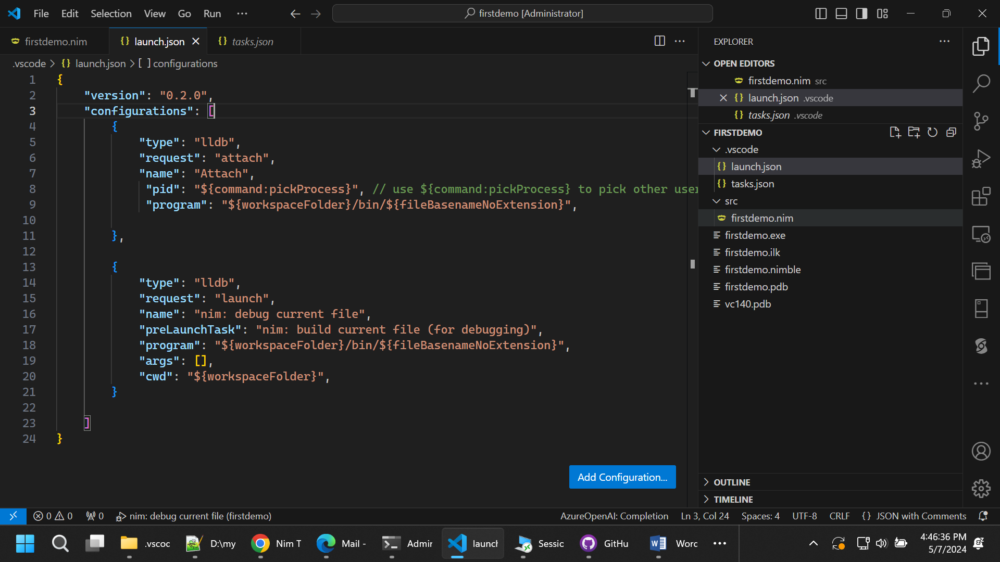 File Edit Selection View Go Run ··· firstdemo [Administrator]
firstdemo.nim {} launch.json {} tasks.json
.vscode > {} launch.json > [ ] configurations
1 {
2 "version": "0.2.0",
3 "configurations": [
4 {
5 "type": "lldb",
6 "request": "attach",
7 "name": "Attach",
8 "pid": "${command:pickProcess}", // use ${command:pickProcess} to pick other user
9 "program": "${workspaceFolder}/bin/${fileBasenameNoExtension}",
10
11 },
12
13 {
14 "type": "lldb",
15 "request": "launch",
16 "name": "nim: debug current file",
17 "preLaunchTask": "nim: build current file (for debugging)",
18 "program": "${workspaceFolder}/bin/${fileBasenameNoExtension}",
19 "args": [],
20 "cwd": "${workspaceFolder}",
21 }
22
23 ]
24 }
Add Configuration...
EXPLORER
OPEN EDITORS
firstdemo.nim src
{} launch.json .vscode
{} tasks.json .vscode
FIRSTDEMO
.vscode
{} launch.json
{} tasks.json
src
firstdemo.nim
firstdemo.exe
firstdemo.ilk
firstdemo.nimble
firstdemo.pdb
vc140.pdb
OUTLINE
TIMELINE
0 0 0 nim: debug current file (firstdemo) AzureOpenAI: Completion Ln 3, Col 24 Spaces: 4 UTF-8 CRLF {} JSON with Comments
.vscoc D:\my Nim T Mail - Admir launch Sessic GitHu Worc 4:46:36 PM
5/7/2024